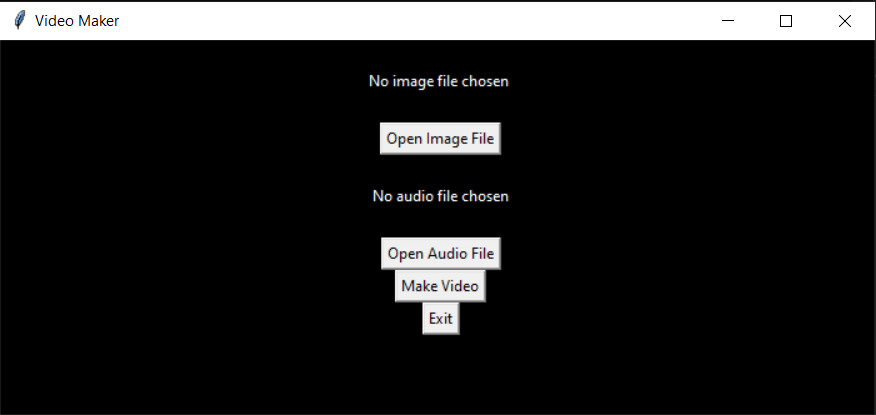 Video Maker
No image file chosen
Open Image File
No audio file chosen
Open Audio File
Make Video
Exit